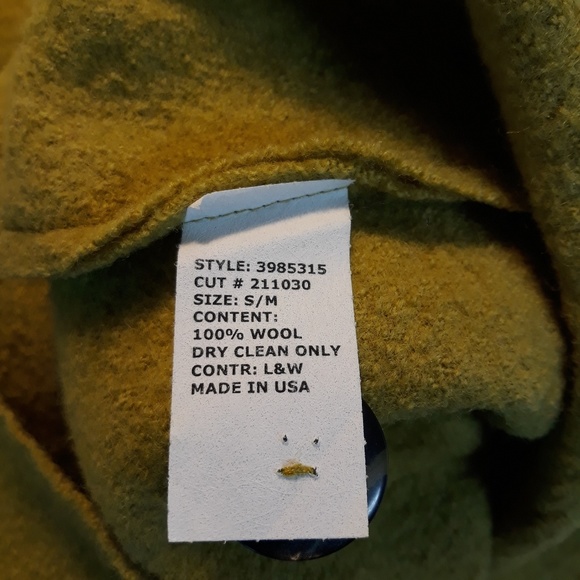 STYLE: 3985315
CUT # 211030
SIZE: S/M
CONTENT:
100% WOOL
DRY CLEAN ONLY
CONTR: L&W
MADE IN USA